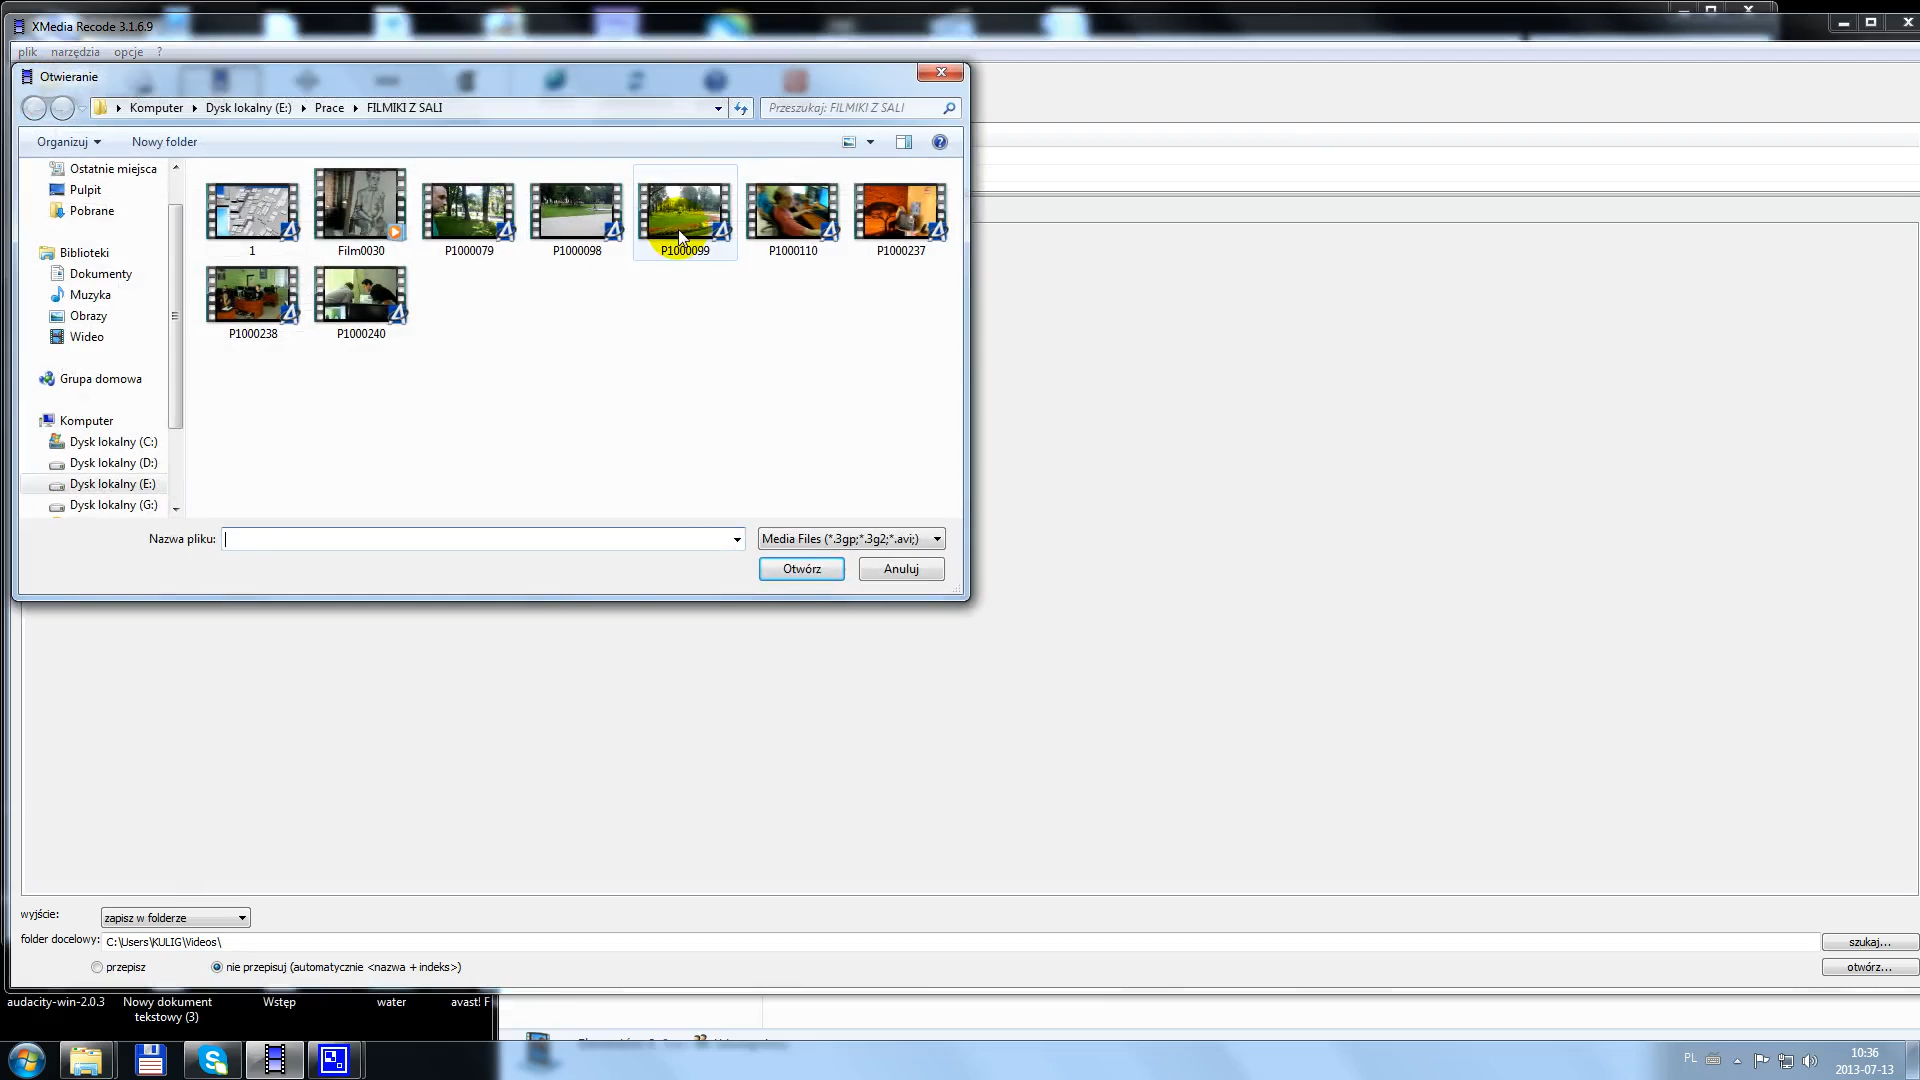 XMedia Recode 3.1.6.9
plik narzędzia opcje ?
Otwieranie
Komputer Dysk lokalny (E:) Prace FILMIKI Z SALI
Przeszukaj: FILMIKI Z SALI
Organizuj Nowy folder
Ostatnie miejsca
Pulpit
Pobrane
Biblioteki
Dokumenty
Muzyka
Obrazy
Wideo
Grupa domowa
Komputer
Dysk lokalny (C:)
Dysk lokalny (D:)
Dysk lokalny (E:)
Dysk lokalny (G:)
1 Film0030 P1000079 P1000098 P1000099 P1000110 P1000237
P1000238 P1000240
Nazwa pliku: Media Files (*.3gp;*.3g2;*.avi;)
Otwórz Anuluj
wyjście: zapisz w folderze
folder docelowy: C:\Users\KULIG\Videos\ szukaj...
przepisz nie przepisuj (automatycznie <nazwa + indeks>) otwórz...
audacity-win-2.0.3 Nowy dokument tekstowy (3) Wstęp water avast! F
PL 10:36
2013-07-13